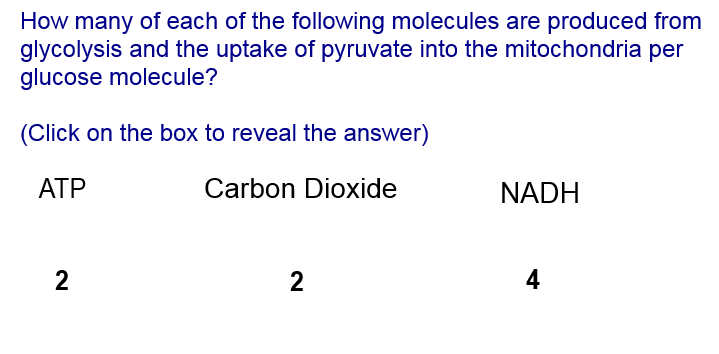 How many of each of the following molecules are produced from
glycolysis and the uptake of pyruvate into the mitochondria per
glucose molecule?
(Click on the box to reveal the answer)
ATP Carbon Dioxide NADH
2 2 4